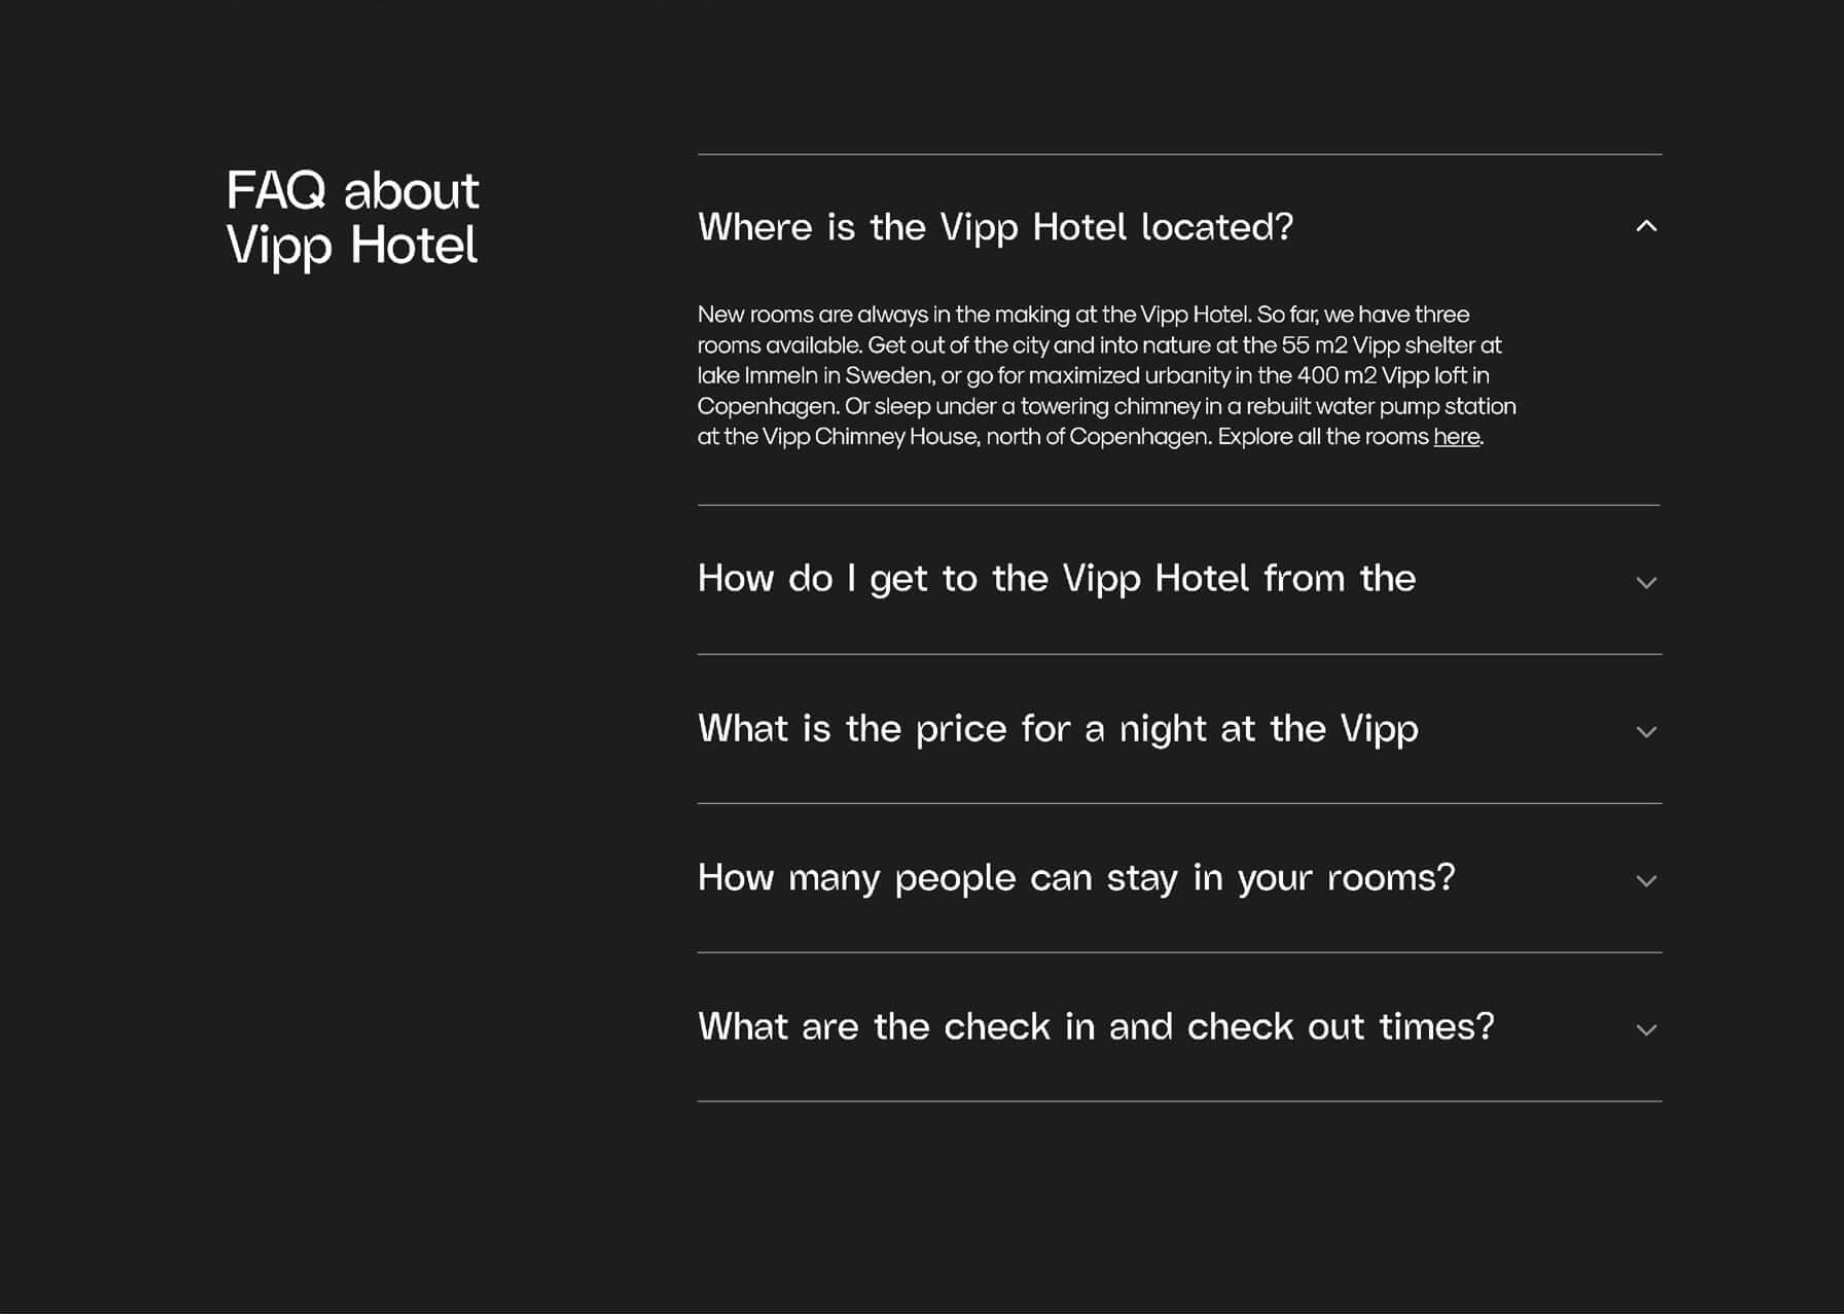 FAQ about
Vipp Hotel
Where is the Vipp Hotel located?
New rooms are always in the making at the Vipp Hotel. So far, we have three
rooms available. Get out of the city and into nature at the 55 m2 Vipp shelter at
lake Immeln in Sweden, or go for maximized urbanity in the 400 m2 Vipp loft in
Copenhagen. Or sleep under a towering chimney in a rebuilt water pump station
at the Vipp Chimney House, north of Copenhagen. Explore all the rooms here.
How do I get to the Vipp Hotel from the
What is the price for a night at the Vipp
How many people can stay in your rooms?
What are the check in and check out times?